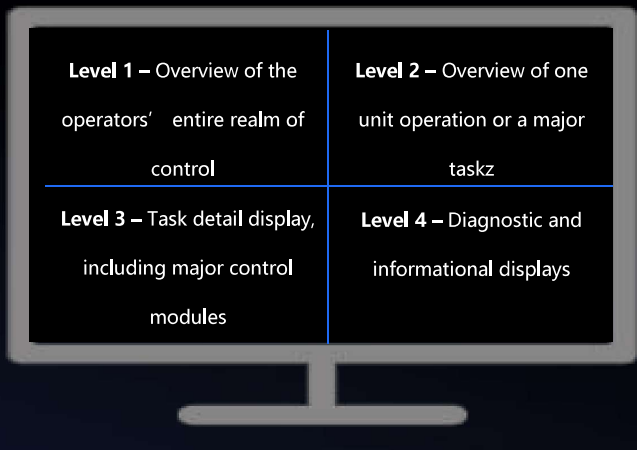 Level 1 – Overview of the
operators’ entire realm of
control
Level 2 – Overview of one
unit operation or a major
taskz
Level 3 – Task detail display,
including major control
modules
Level 4 – Diagnostic and
informational displays